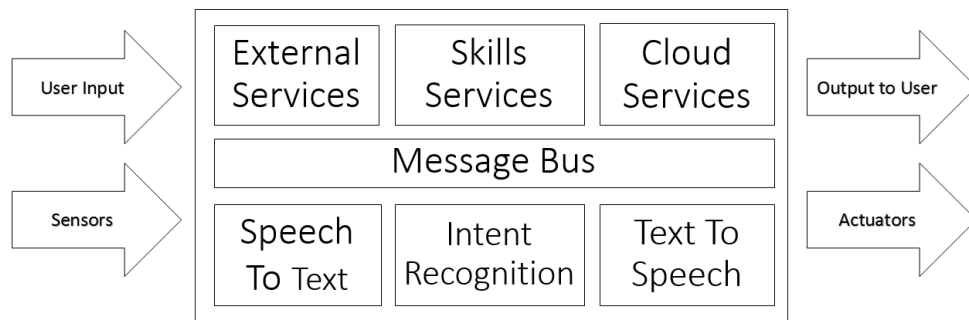 User Input
Sensors
External
Services
Skills
Services
Cloud
Services
Message Bus
Speech
To Text
Intent
Recognition
Text To
Speech
Output to User
Actuators